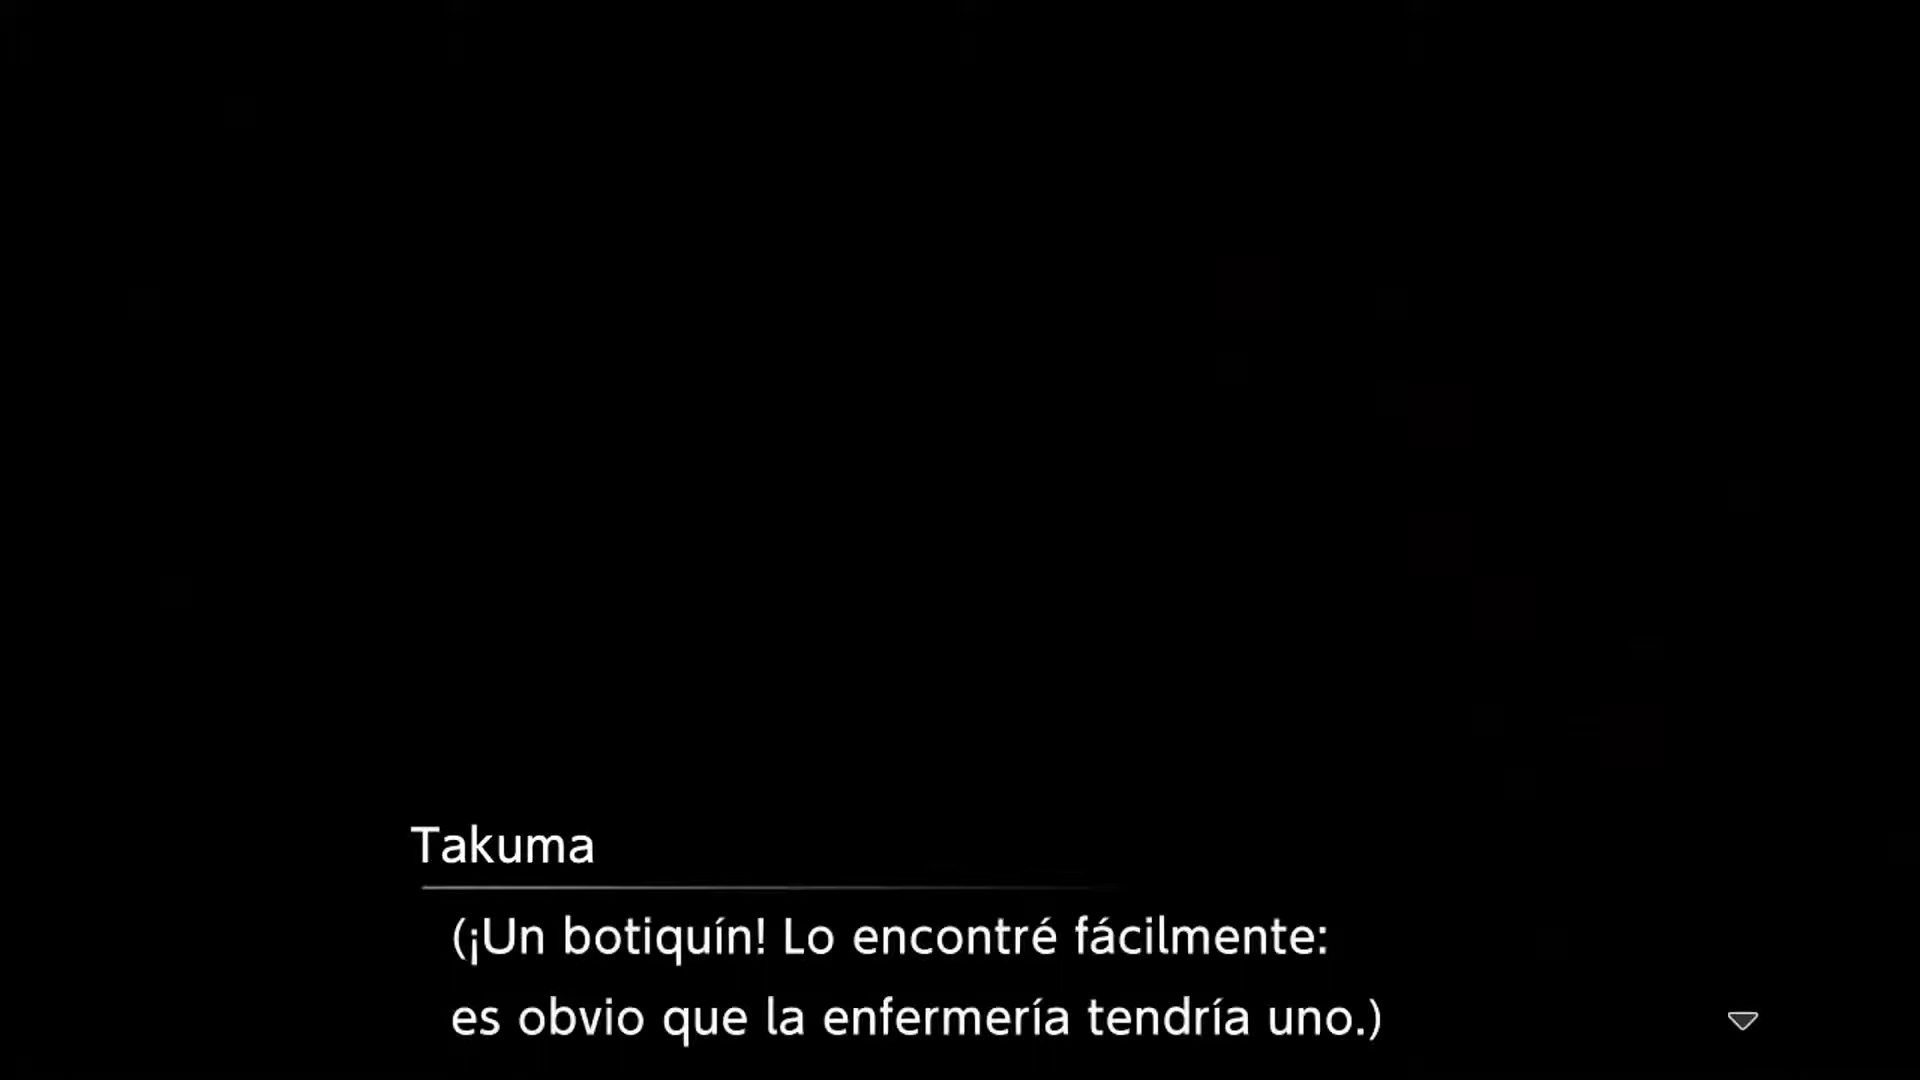 Takuma
(¡Un botiquín! Lo encontré fácilmente:
es obvio que la enfermería tendría uno.)